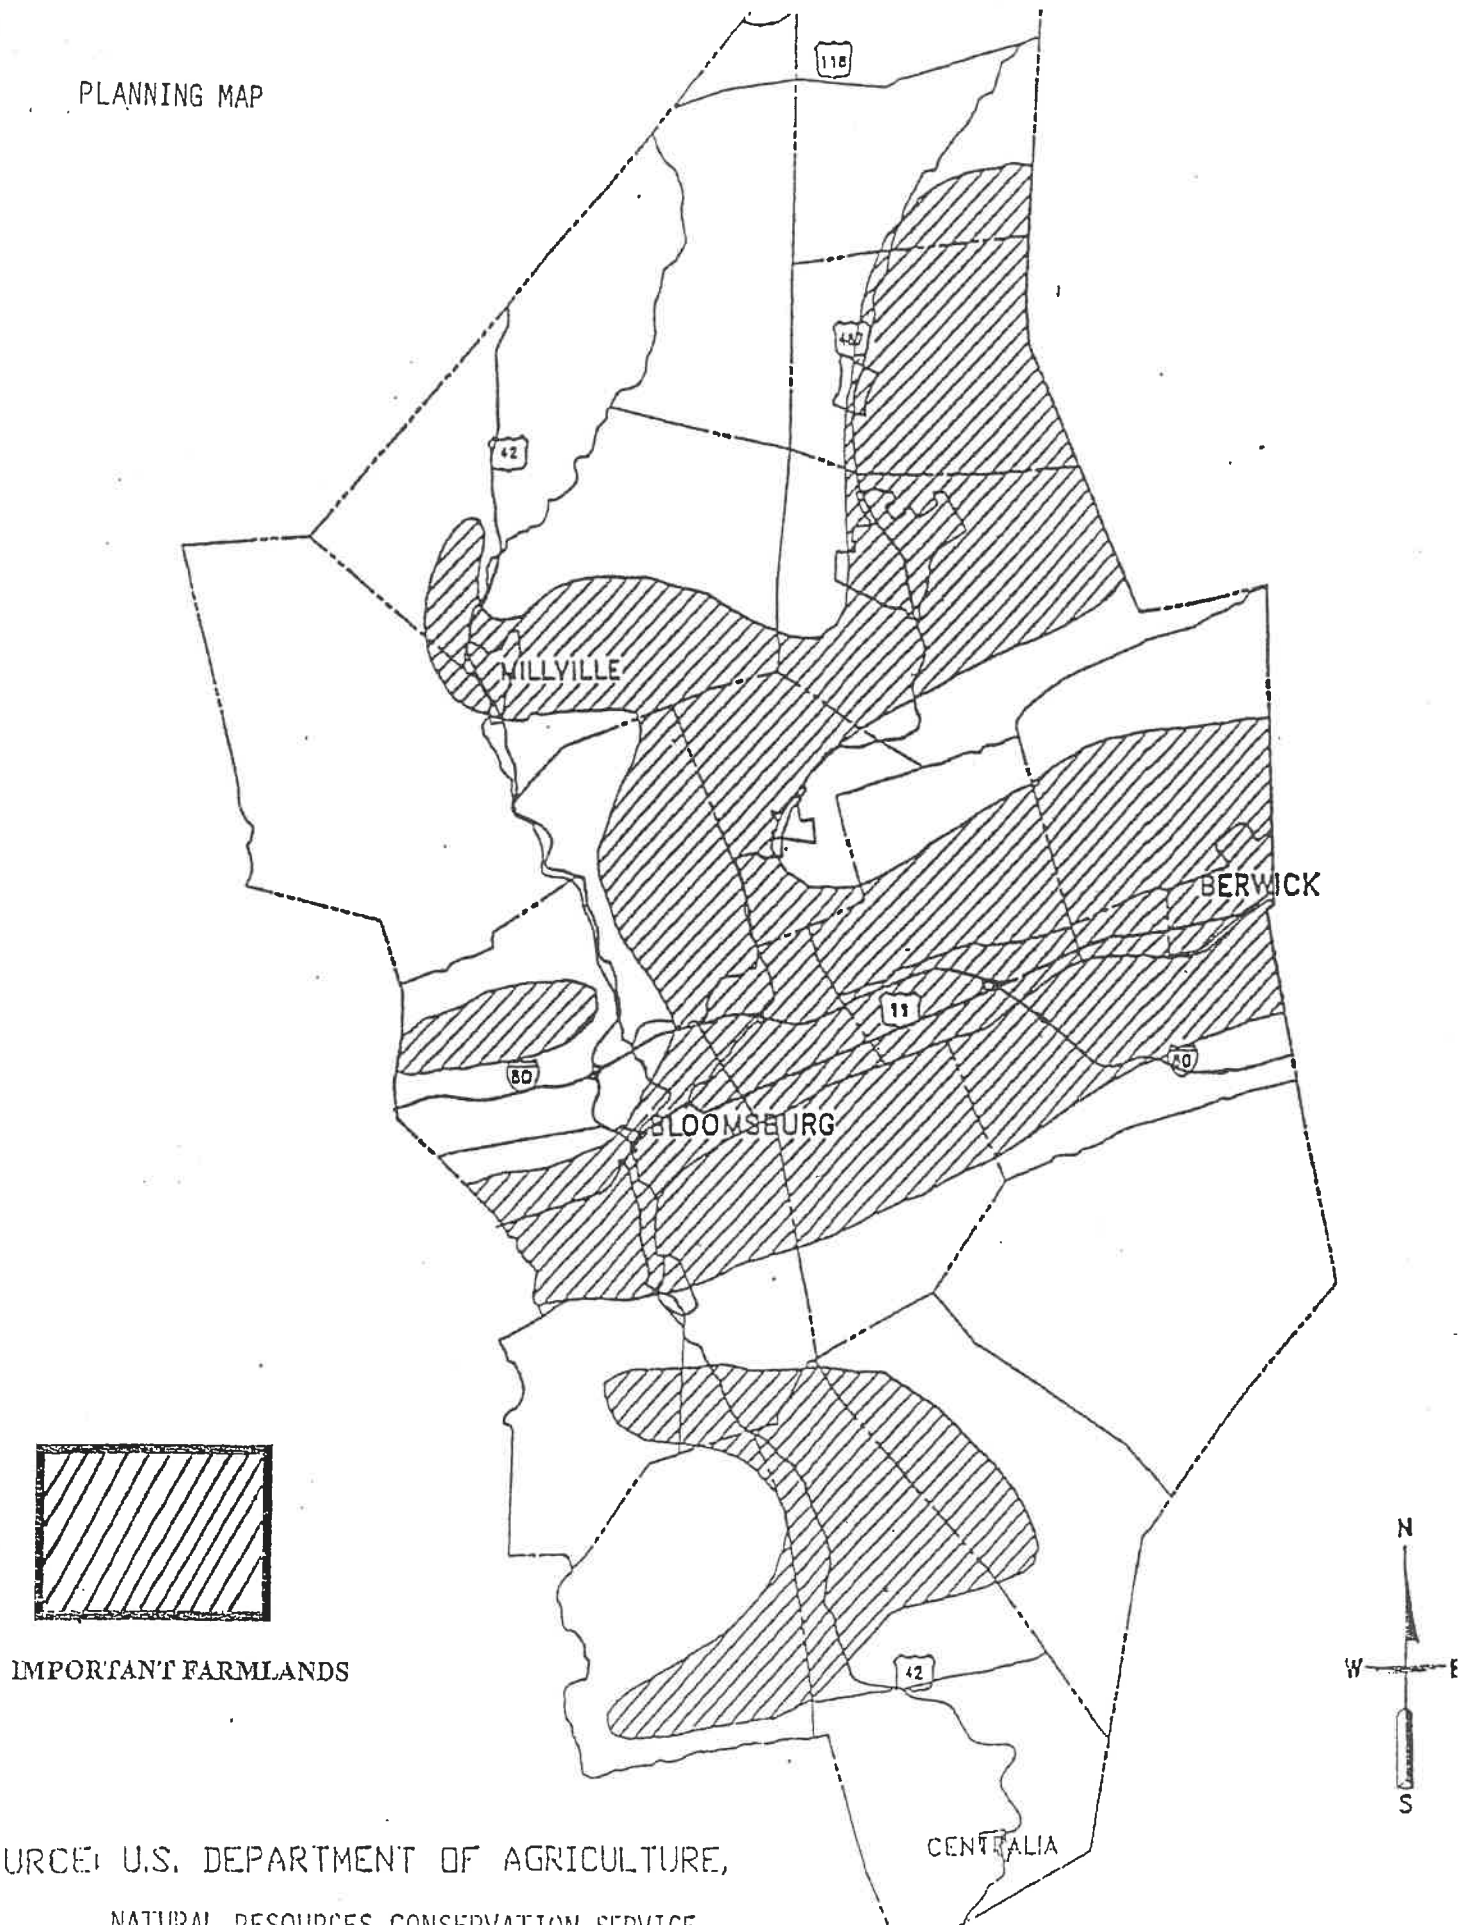 118
PLANNING MAP
487
42
MILLVILLE
BERWICK
11
80
80
BLOOMSBURG
IMPORTANT FARMLANDS
N
W E
S
42
CENTRALIA
URCE: U.S. DEPARTMENT OF AGRICULTURE,
NATURAL RESOURCES CONSERVATION SERVICE